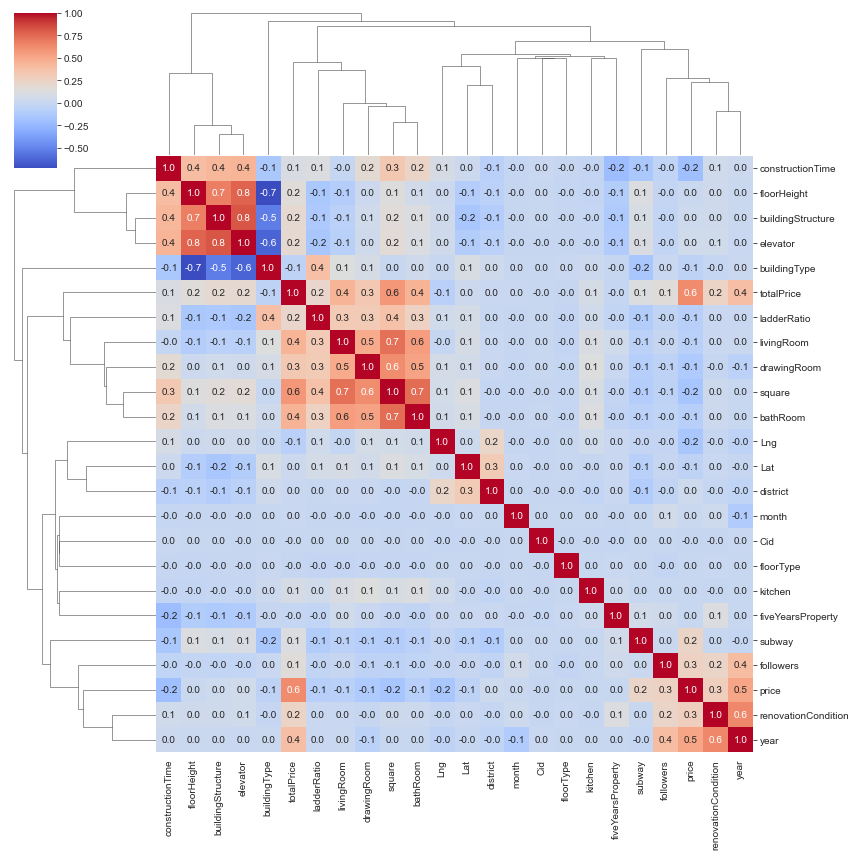 1.00
0.75
0.50
0.25
0.00
−0.25
−0.50
1.0 0.4 0.4 0.4 -0.1 0.1 0.1 -0.0 0.2 0.3 0.2 0.1 0.0 -0.1 -0.0 0.0 -0.0 -0.0 -0.2 -0.1 -0.0 -0.2 0.1 0.0 constructionTime
0.4 1.0 0.7 0.8 -0.7 0.2 -0.1 -0.1 0.0 0.1 0.1 0.0 -0.1 -0.1 -0.0 0.0 -0.0 -0.0 -0.1 0.1 -0.0 0.0 0.0 0.0 floorHeight
0.4 0.7 1.0 0.8 -0.5 0.2 -0.1 -0.1 0.1 0.2 0.1 0.0 -0.2 -0.1 -0.0 0.0 -0.0 -0.0 -0.1 0.1 -0.0 0.0 0.0 0.0 buildingStructure
0.4 0.8 0.8 1.0 -0.6 0.2 -0.2 -0.1 0.0 0.2 0.1 0.0 -0.1 -0.1 -0.0 0.0 -0.0 -0.0 -0.1 0.1 0.0 0.0 0.1 0.0 elevator
-0.1 -0.7 -0.5 -0.6 1.0 -0.1 0.4 0.1 0.1 0.0 0.0 0.0 0.1 0.0 0.0 0.0 0.0 0.0 -0.0 -0.2 0.0 -0.1 -0.0 0.0 buildingType
0.1 0.2 0.2 0.2 -0.1 1.0 0.2 0.4 0.3 0.6 0.4 -0.1 0.0 0.0 0.0 -0.0 -0.0 0.1 -0.0 0.1 0.1 0.6 0.2 0.4 totalPrice
0.1 -0.1 -0.1 -0.2 0.4 0.2 1.0 0.3 0.3 0.4 0.3 0.1 0.1 0.0 0.0 -0.0 -0.0 0.0 -0.0 -0.1 -0.0 -0.1 0.0 0.0 ladderRatio
-0.0 -0.1 -0.1 -0.1 0.1 0.4 0.3 1.0 0.5 0.7 0.6 -0.0 0.1 0.0 -0.0 -0.0 -0.0 0.1 0.0 -0.1 -0.0 -0.1 0.0 0.0 livingRoom
0.2 0.0 0.1 0.0 0.1 0.3 0.3 0.5 1.0 0.6 0.5 0.1 0.1 0.0 0.0 -0.0 -0.0 0.1 -0.0 -0.1 -0.1 -0.1 -0.0 -0.1 drawingRoom
0.3 0.1 0.2 0.2 0.0 0.6 0.4 0.7 0.6 1.0 0.7 0.1 0.1 0.0 -0.0 -0.0 -0.0 0.1 -0.0 -0.1 -0.1 -0.2 0.0 0.0 square
0.2 0.1 0.1 0.1 0.0 0.4 0.3 0.6 0.5 0.7 1.0 0.1 0.1 0.0 -0.0 -0.0 -0.0 0.1 -0.0 -0.1 -0.0 -0.1 0.0 0.0 bathRoom
0.1 0.0 0.0 0.0 0.0 -0.1 0.1 -0.0 0.1 0.1 0.1 1.0 0.0 0.2 -0.0 -0.0 0.0 0.0 0.0 -0.0 -0.0 -0.2 -0.0 -0.0 Lng
0.0 -0.1 -0.2 -0.1 0.1 0.0 0.1 0.1 0.1 0.1 0.1 0.0 1.0 0.3 0.0 -0.0 0.0 0.0 -0.0 -0.1 -0.0 -0.1 0.0 -0.0 Lat
-0.1 -0.1 -0.1 -0.1 0.0 0.0 0.0 0.0 0.0 0.0 0.0 0.2 0.3 1.0 0.0 -0.0 0.0 -0.0 0.0 -0.1 0.0 0.0 -0.0 -0.0 district
-0.0 -0.0 -0.0 -0.0 0.0 0.0 0.0 -0.0 0.0 -0.0 -0.0 -0.0 0.0 0.0 1.0 0.0 -0.0 -0.0 0.0 0.0 0.1 0.0 -0.0 -0.1 month
0.0 0.0 0.0 0.0 0.0 -0.0 -0.0 -0.0 -0.0 -0.0 -0.0 -0.0 -0.0 -0.0 0.0 1.0 -0.0 -0.0 -0.0 0.0 0.0 0.0 0.0 0.0 Cid
-0.0 -0.0 -0.0 -0.0 0.0 -0.0 -0.0 -0.0 -0.0 -0.0 -0.0 0.0 0.0 0.0 -0.0 -0.0 1.0 0.0 0.0 0.0 -0.0 -0.0 0.0 -0.0 floorType
-0.0 -0.0 -0.0 -0.0 0.0 0.1 0.0 0.1 0.1 0.1 0.1 0.0 0.0 -0.0 -0.0 -0.0 0.0 1.0 -0.0 0.0 0.0 0.0 -0.0 0.0 kitchen
-0.2 -0.1 -0.1 -0.1 -0.0 -0.0 -0.0 0.0 -0.0 -0.0 -0.0 0.0 -0.0 0.0 0.0 -0.0 0.0 -0.0 1.0 0.1 0.0 0.0 0.1 0.0 fiveYearsProperty
-0.1 0.1 0.1 0.1 -0.2 0.1 -0.1 -0.1 -0.1 -0.1 -0.1 -0.0 -0.1 -0.1 0.0 0.0 0.0 0.0 0.1 1.0 0.0 0.2 0.0 -0.0 subway
-0.0 -0.0 -0.0 0.0 0.0 0.1 -0.0 -0.0 -0.1 -0.1 -0.0 -0.0 -0.0 0.0 0.1 0.0 -0.0 0.0 0.0 0.0 1.0 0.3 0.2 0.4 followers
-0.2 0.0 0.0 0.0 -0.1 0.6 -0.1 -0.1 -0.1 -0.2 -0.1 -0.2 -0.1 0.0 0.0 0.0 -0.0 0.0 0.0 0.2 0.3 1.0 0.3 0.5 price
0.1 0.0 0.0 0.1 -0.0 0.2 0.0 0.0 -0.0 0.0 0.0 -0.0 0.0 -0.0 -0.0 0.0 0.0 -0.0 0.1 0.0 0.2 0.3 1.0 0.6 renovationCondition
0.0 0.0 0.0 0.0 0.0 0.4 0.0 0.0 -0.1 0.0 0.0 -0.0 -0.0 -0.0 -0.1 0.0 -0.0 0.0 0.0 -0.0 0.4 0.5 0.6 1.0 year
constructionTime
floorHeight
buildingStructure
elevator
buildingType
totalPrice
ladderRatio
livingRoom
drawingRoom
square
bathRoom
Lng
Lat
district
month
Cid
floorType
kitchen
fiveYearsProperty
subway
followers
price
renovationCondition
year